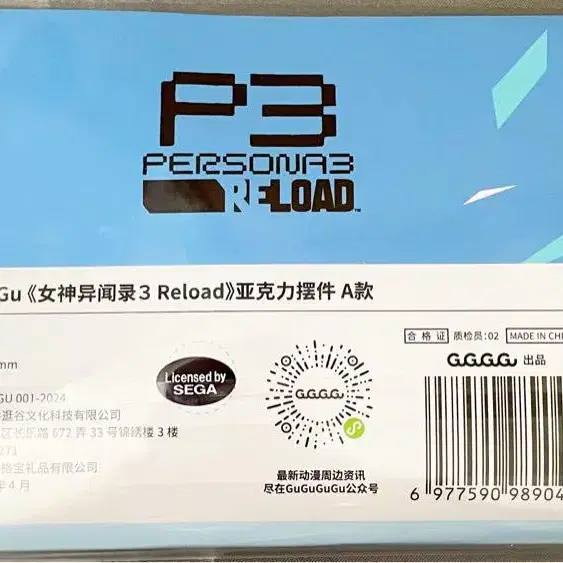 P3
PERSONA3
RELOAD™
Gu《女神异闻录3 Reload》亚克力摆件 A款
合格证 质检员:02 MADE IN CHI
mm
GuGuGuGu 出品
Licensed by
SEGA
GU 001-2024
逛谷文化科技有限公司
区长乐路 672 弄 33 号锦绣楼 3 楼
271
格宝礼品有限公司
年 4 月
GuGuGuGu
最新动漫周边资讯
尽在GuGuGuGu公众号
6 977590 98904